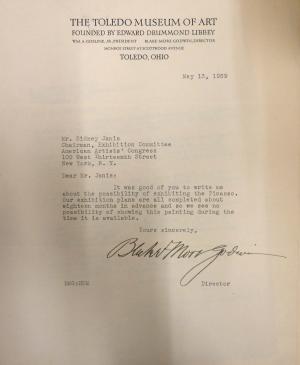 THE TOLEDO MUSEUM OF ART
FOUNDED BY EDWARD DRUMMOND LIBBEY
WM. A. GOSLINE, JR., PRESIDENT BLAKE-MORE GODWIN, DIRECTOR
MONROE STREET AT SCOTTWOOD AVENUE
TOLEDO, OHIO
May 13, 1939
Mr. Sidney Janis
Chairman, Exhibition Committee
American Artists' Congress
100 West Thirteenth Street
New York, N. Y.
Dear Mr. Janis:
It was good of you to write me
about the possibility of exhibiting the Picasso.
Our exhibition plans are all completed about
eighteen months in advance and so we see no
possibility of showing this painting during the
time it is available.
Yours sincerely,
Blake-More Godwin
Director